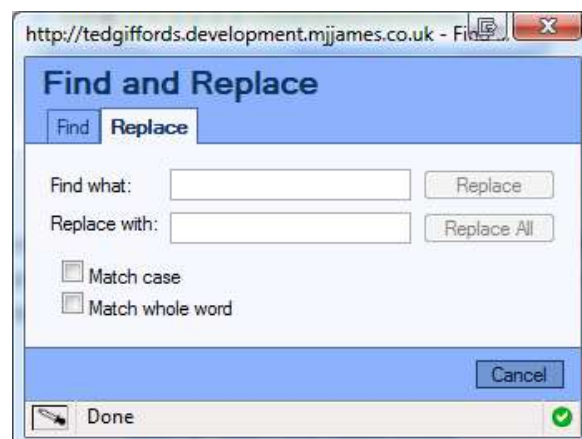 http://tedgiffords.development.mjjames.co.uk - Find ...
Find and Replace
Find Replace
Find what: Replace
Replace with: Replace All
Match case
Match whole word
Cancel
Done